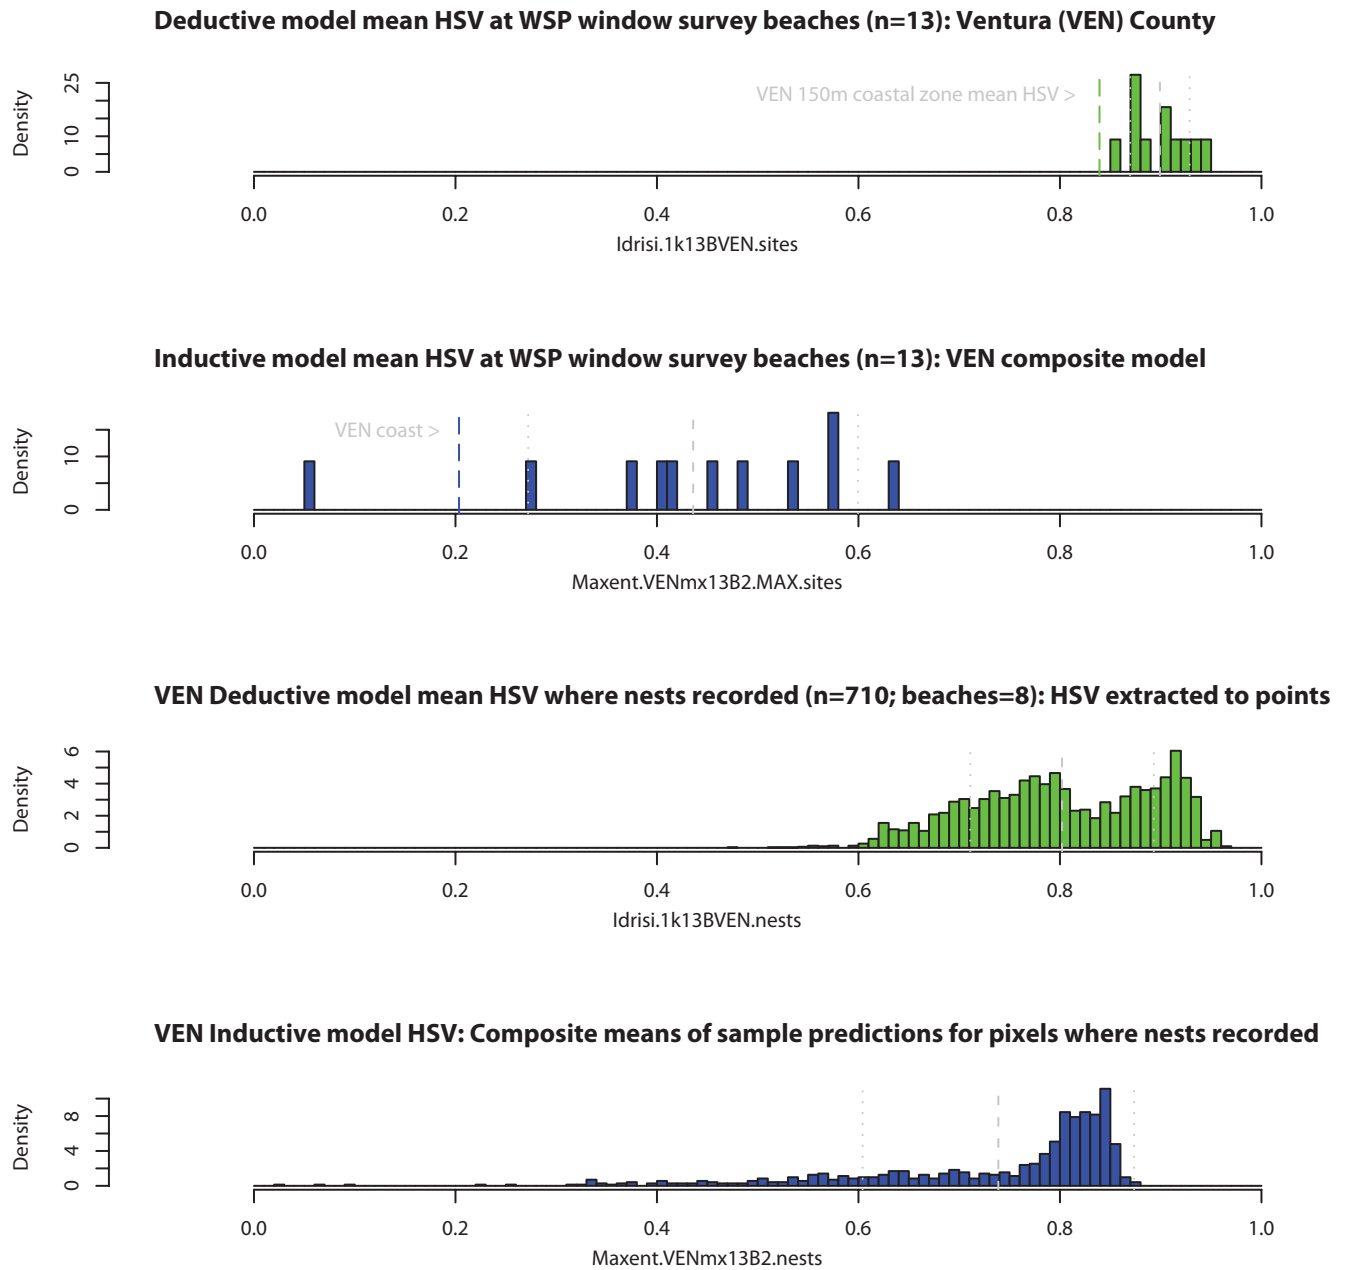 Deductive model mean HSV at WSP window survey beaches (n=13): Ventura (VEN) County
VEN 150m coastal zone mean HSV >
Density
0 10 25
0.0 0.2 0.4 0.6 0.8 1.0
Idrisi.1k13BVEN.sites
Inductive model mean HSV at WSP window survey beaches (n=13): VEN composite model
VEN coast >
Density
0 10
0.0 0.2 0.4 0.6 0.8 1.0
Maxent.VENmx13B2.MAX.sites
VEN Deductive model mean HSV where nests recorded (n=710; beaches=8): HSV extracted to points
Density
0 2 4 6
0.0 0.2 0.4 0.6 0.8 1.0
Idrisi.1k13BVEN.nests
VEN Inductive model HSV: Composite means of sample predictions for pixels where nests recorded
Density
0 4 8
0.0 0.2 0.4 0.6 0.8 1.0
Maxent.VENmx13B2.nests